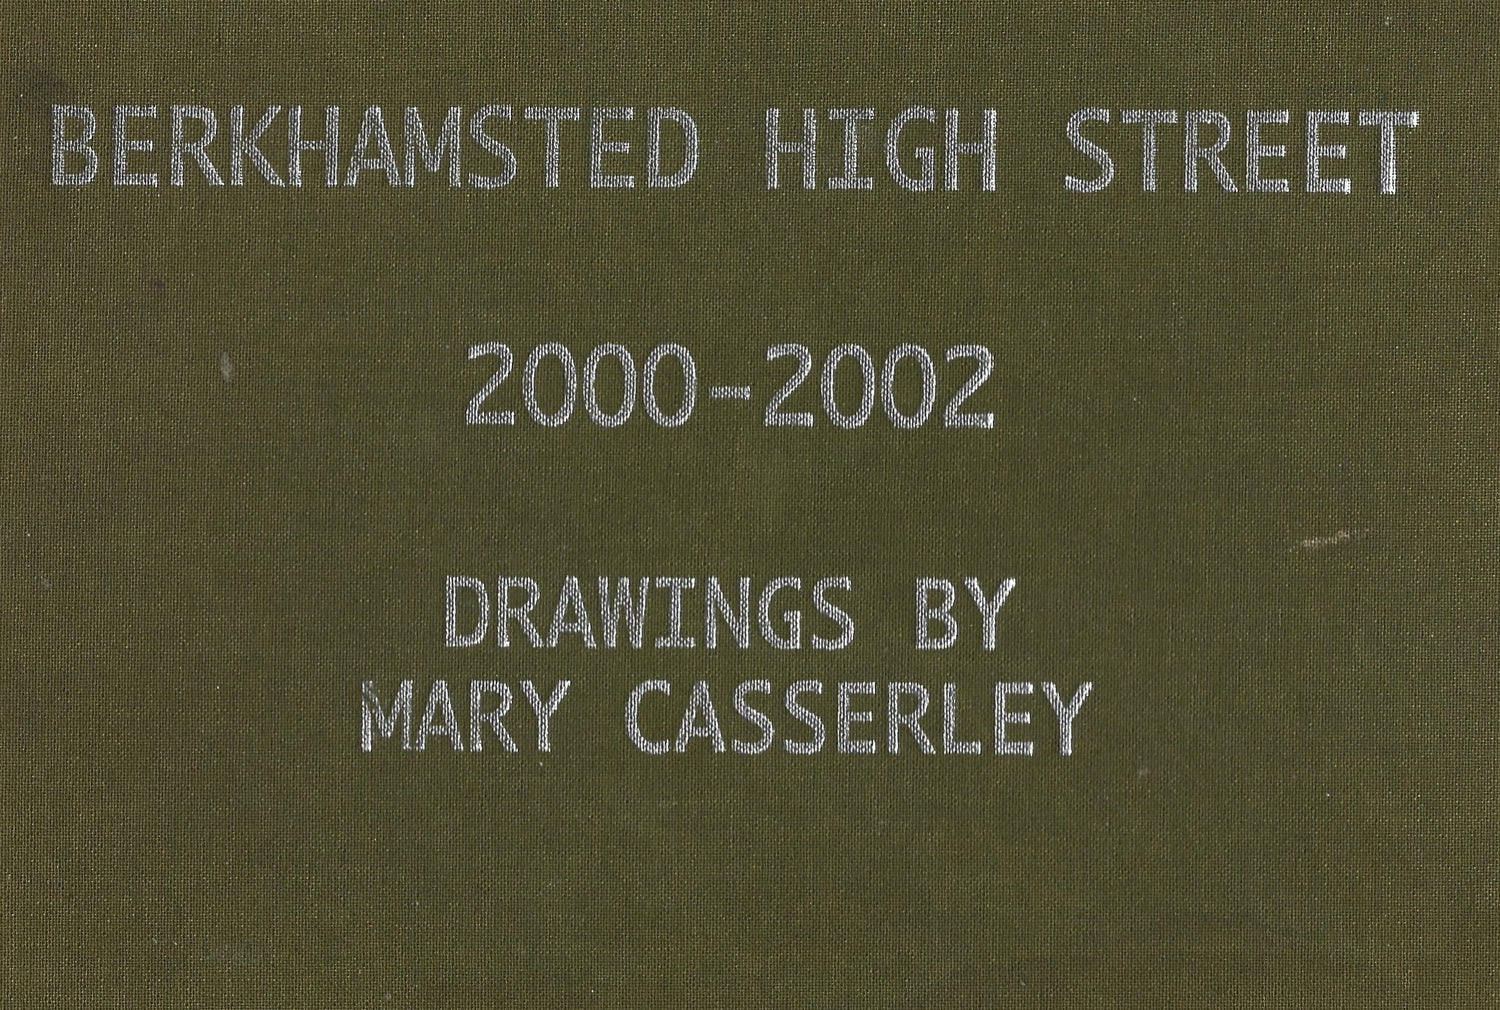 BERKHAMSTED HIGH STREET
2000-2002
DRAWINGS BY
MARY CASSERLEY